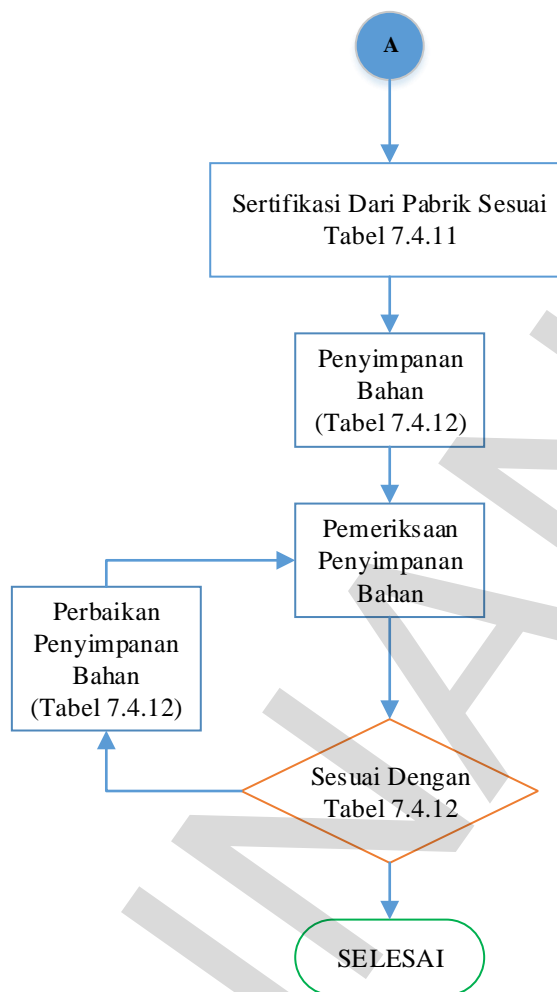 A
Sertifikasi Dari Pabrik Sesuai
Tabel 7.4.11
Penyimpanan
Bahan
(Tabel 7.4.12)
Pemeriksaan
Penyimpanan
Bahan
Perbaikan
Penyimpanan
Bahan
(Tabel 7.4.12)
Sesuai Dengan
Tabel 7.4.12
SELESAI